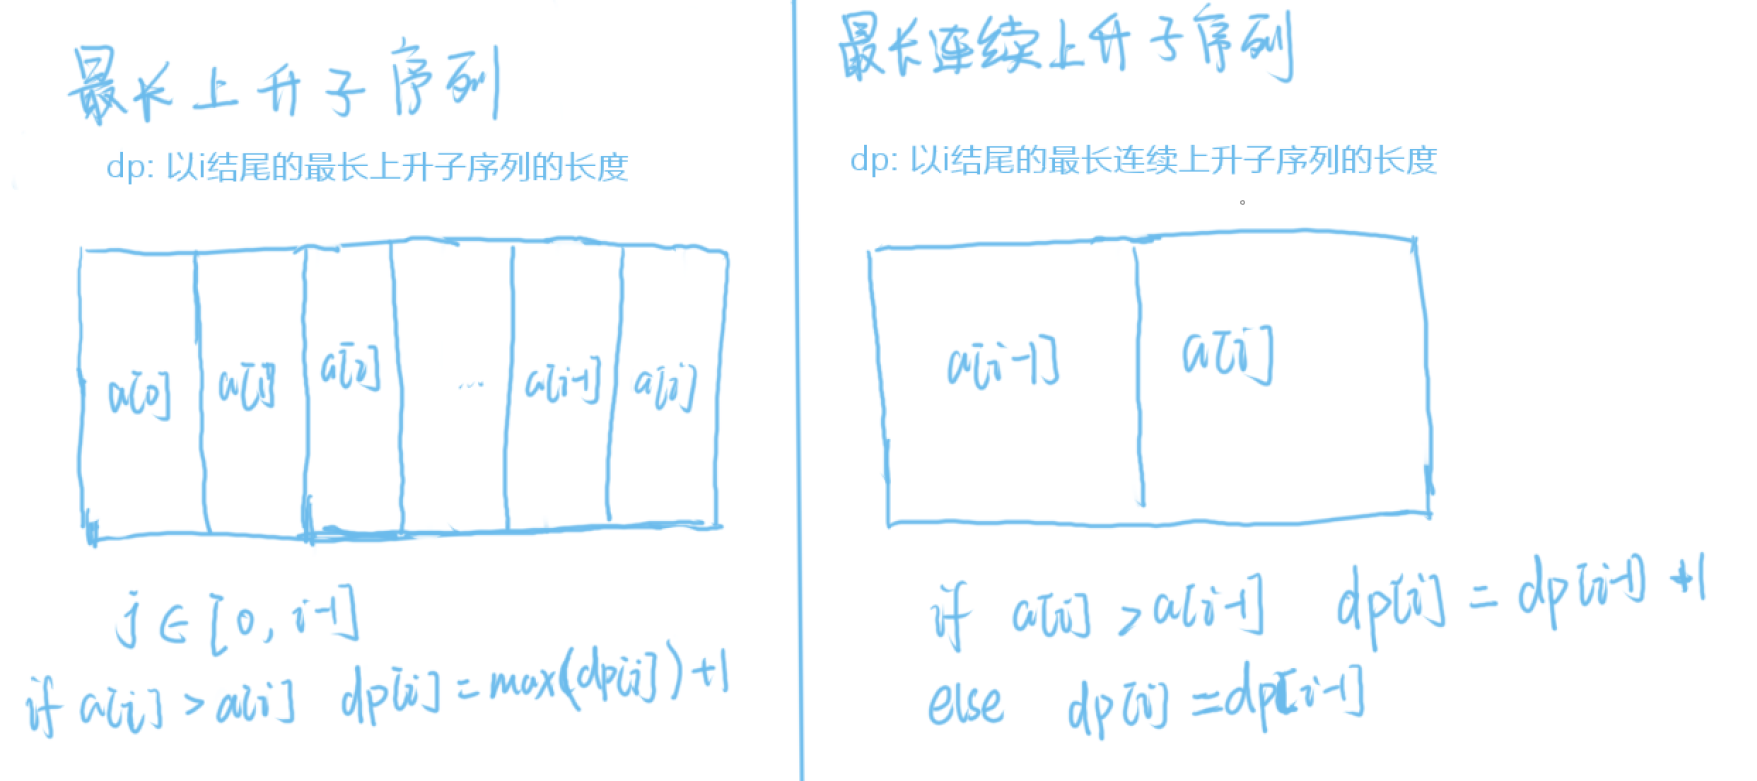 最长上升子序列
dp: 以i结尾的最长上升子序列的长度
a[0] a[1] a[2] ... a[i-1] a[i]
j ∈ [0, i-1]
if a[j] > a[i] dp[i] = max(dp[j]) + 1
最长连续上升子序列
dp: 以i结尾的最长连续上升子序列的长度
。
a[i-1] a[i]
if a[i] > a[i-1] dp[i] = dp[i-1] + 1
else dp[i] = dp[i-1]